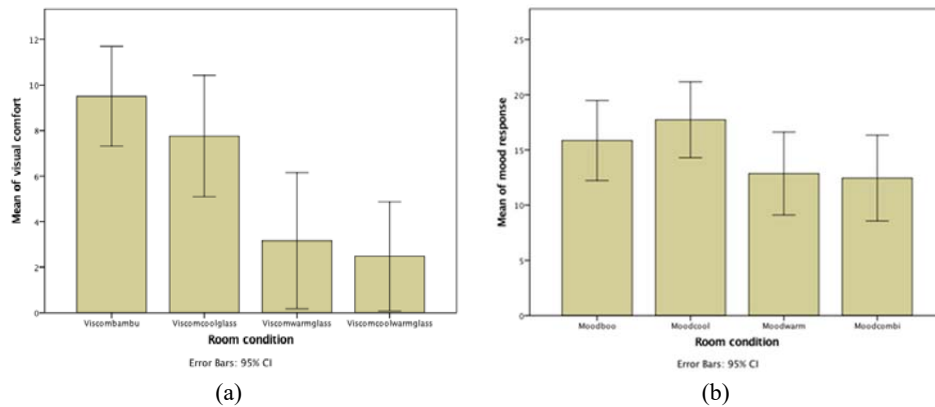 Mean of visual comfort
12
10
8
6
4
2
0
Viscombambu Viscomcoolglass Viscomwarmglass Viscomcoolwarmglass
Room condition
Error Bars: 95% CI
(a)
Mean of mood response
25
20
15
10
5
0
Moodboo Moodcool Moodwarm Moodcombi
Room condition
Error Bars: 95% CI
(b)